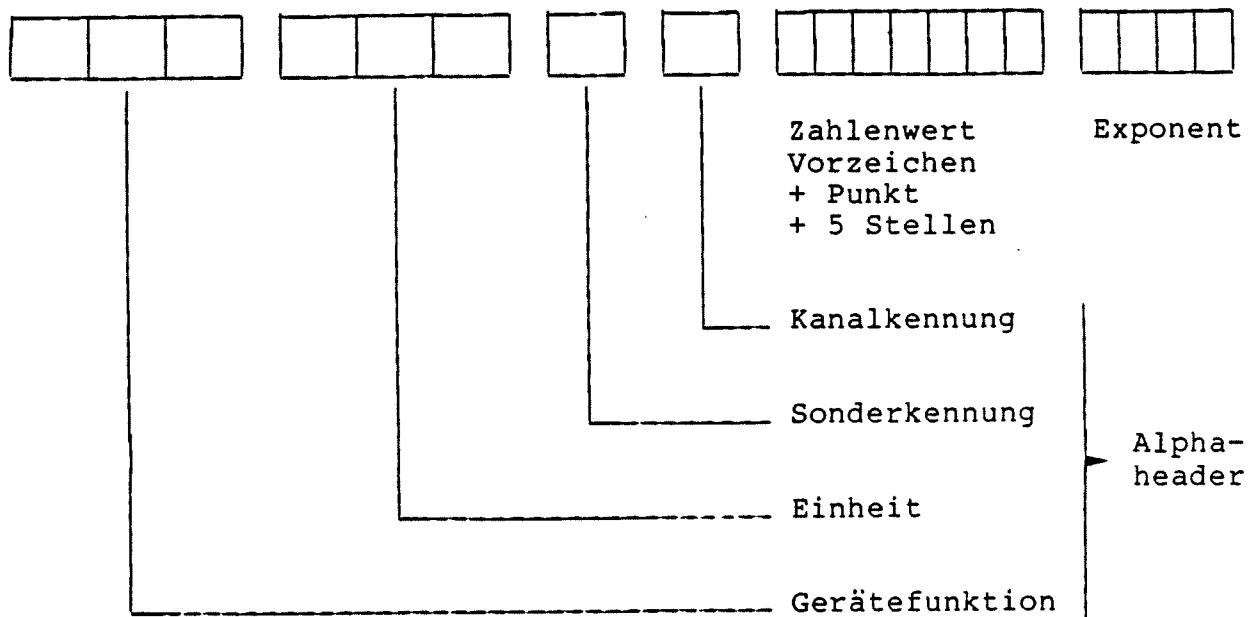 Zahlenwert
Vorzeichen
+ Punkt
+ 5 Stellen
Exponent
Kanalkennung
Sonderkennung
Einheit
Gerätefunktion
Alpha-
header